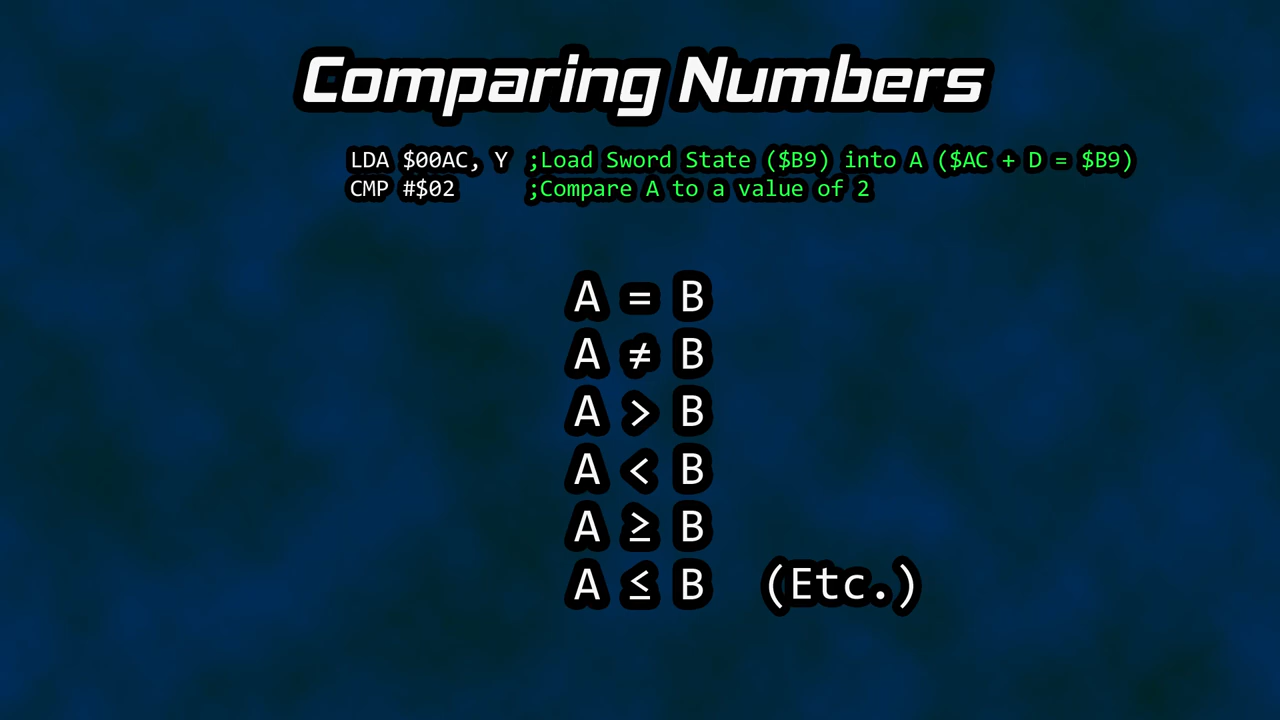 Comparing Numbers
LDA $00AC, Y ;Load Sword State ($B9) into A ($AC + D = $B9)
CMP #$02 ;Compare A to a value of 2
A = B
A ≠ B
A > B
A < B
A ≥ B
A ≤ B (Etc.)